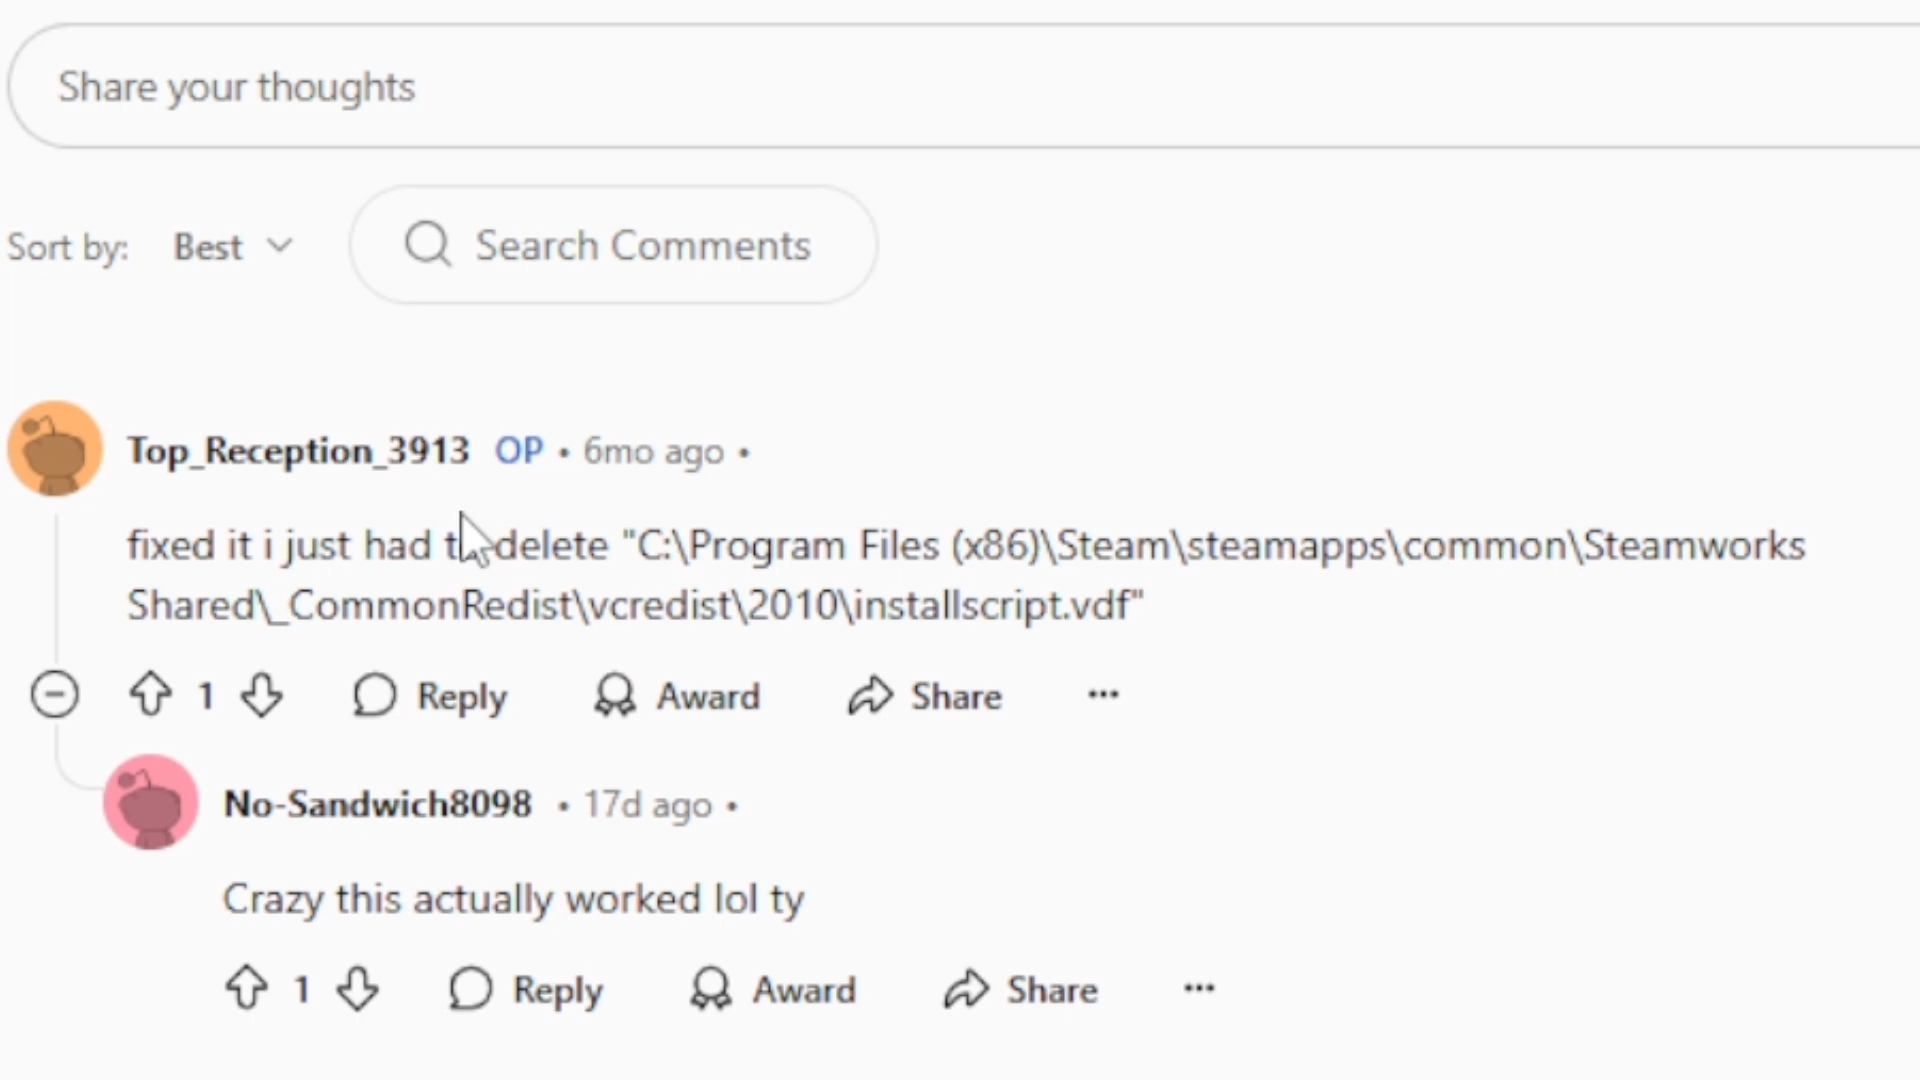 Share your thoughts
Sort by: Best Search Comments
Top_Reception_3913 OP • 6mo ago •
fixed it i just had delete "C:\Program Files (x86)\Steam\steamapps\common\Steamworks
Shared\_CommonRedist\vcredist\2010\installscript.vdf"
1 Reply Award Share ...
No-Sandwich8098 • 17d ago •
Crazy this actually worked lol ty
1 Reply Award Share ...